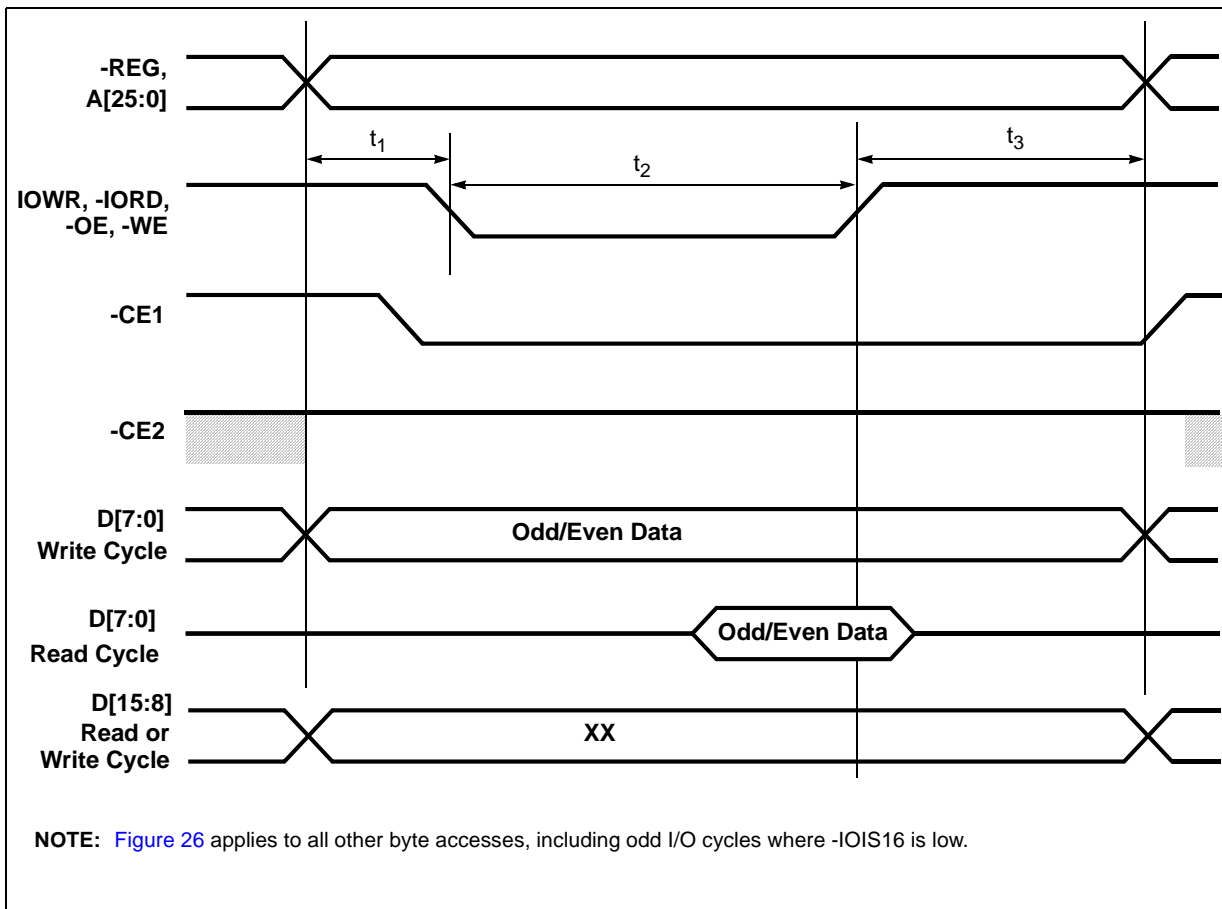 -REG,
A[25:0]
t1
t2
t3
IOWR, -IORD,
-OE, -WE
-CE1
-CE2
D[7:0]
Write Cycle
Odd/Even Data
D[7:0]
Read Cycle
Odd/Even Data
D[15:8]
Read or
Write Cycle
XX
NOTE: Figure 26 applies to all other byte accesses, including odd I/O cycles where -IOIS16 is low.